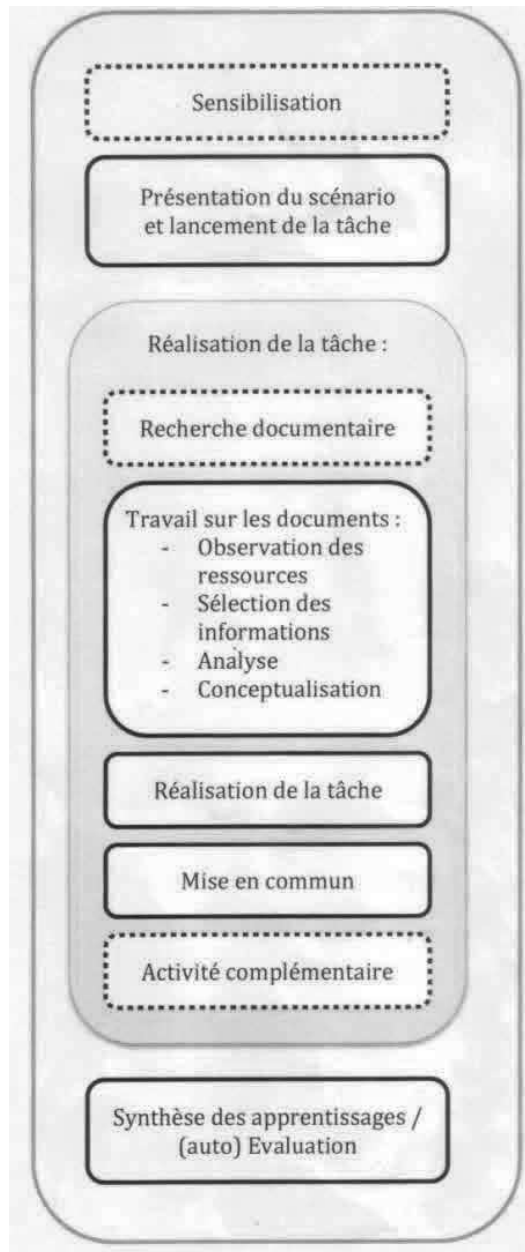 Sensibilisation
Présentation du scénario
et lancement de la tâche
Réalisation de la tâche :
Recherche documentaire
Travail sur les documents :
- Observation des
ressources
- Sélection des
informations
- Analyse
- Conceptualisation
Réalisation de la tâche
Mise en commun
Activité complémentaire
Synthèse des apprentissages /
(auto) Evaluation